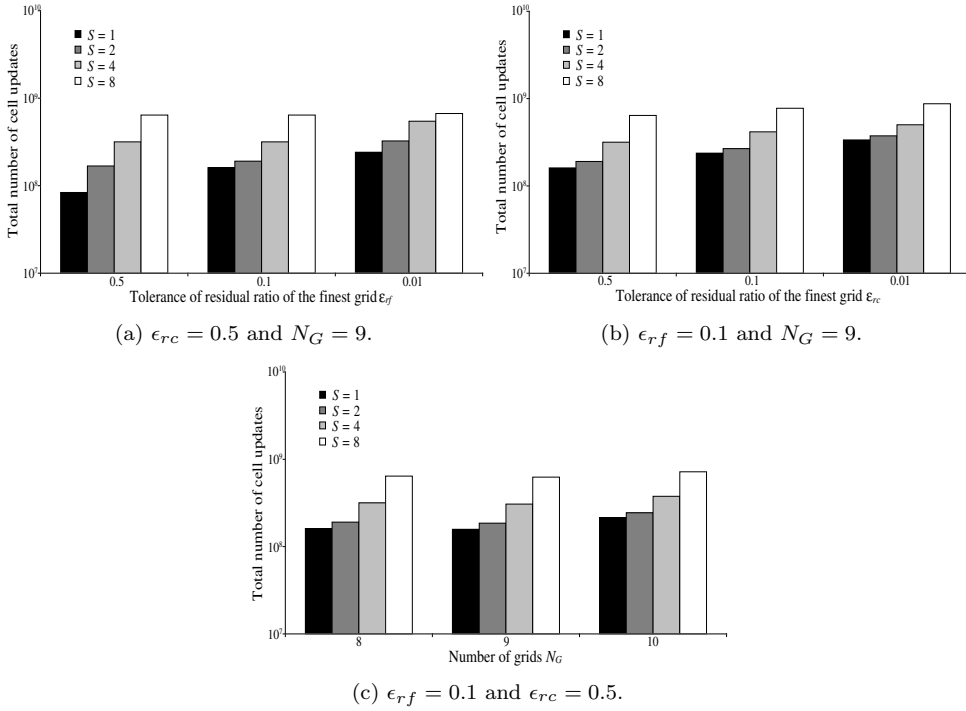 10^10
10^9
10^8
10^7
Total number of cell updates
S = 1
S = 2
S = 4
S = 8
0.5 0.1 0.01
Tolerance of residual ratio of the finest grid ε_rf
(a) ϵ_rc = 0.5 and N_G = 9.
10^10
10^9
10^8
10^7
Total number of cell updates
S = 1
S = 2
S = 4
S = 8
0.5 0.1 0.01
Tolerance of residual ratio of the finest grid ε_rc
(b) ϵ_rf = 0.1 and N_G = 9.
10^10
10^9
10^8
10^7
Total number of cell updates
S = 1
S = 2
S = 4
S = 8
8 9 10
Number of grids N_G
(c) ϵ_rf = 0.1 and ϵ_rc = 0.5.